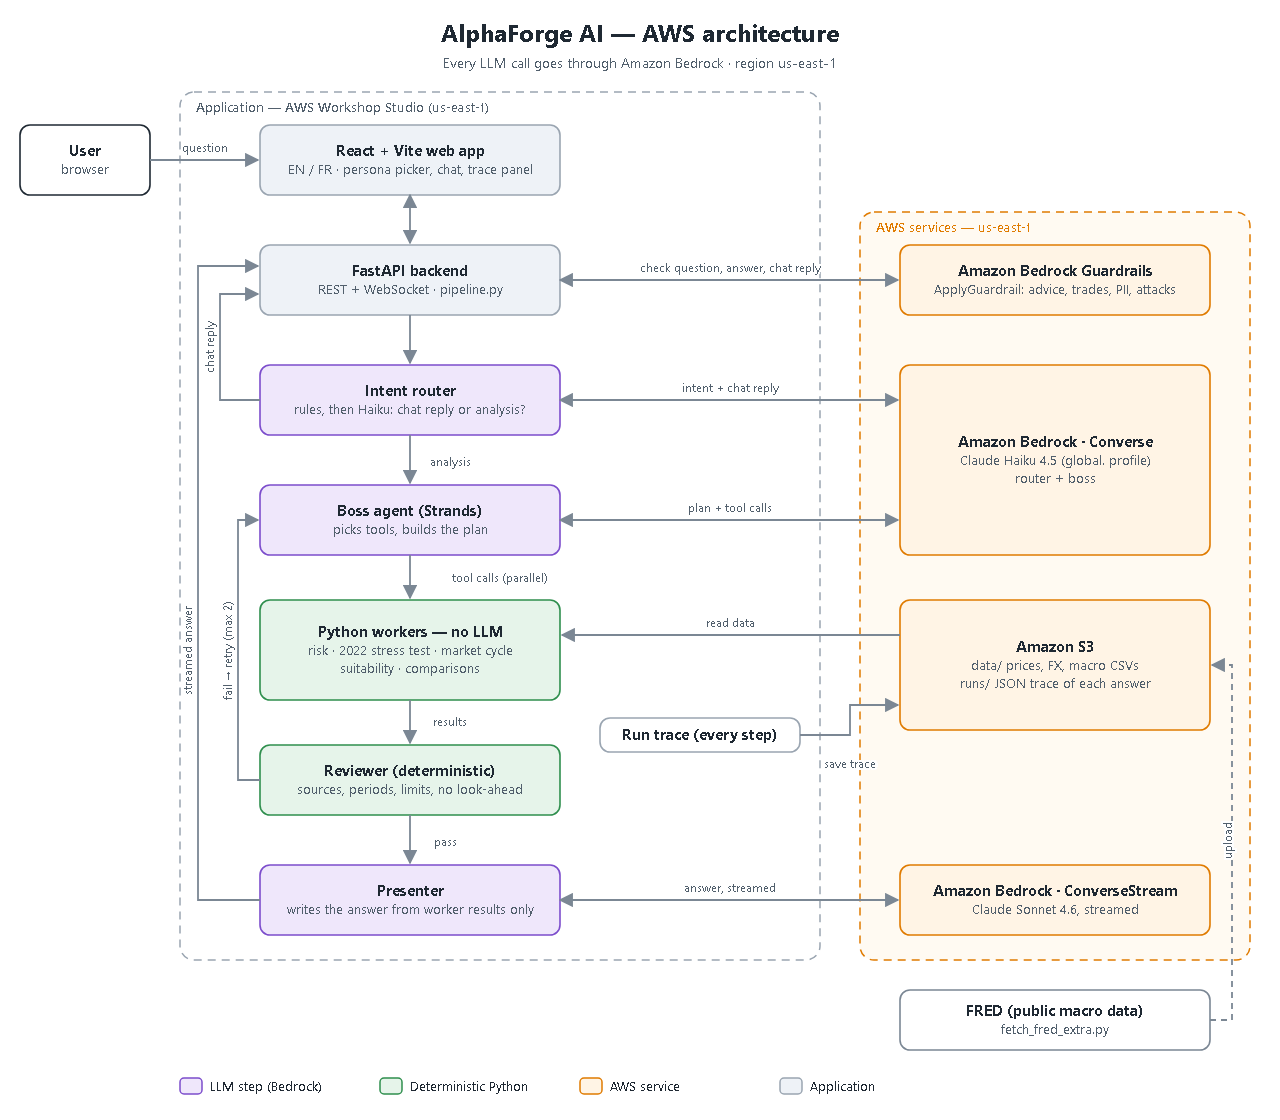 AlphaForge AI — AWS architecture
Every LLM call goes through Amazon Bedrock · region us-east-1
Application — AWS Workshop Studio (us-east-1)
User
browser
question
React + Vite web app
EN / FR · persona picker, chat, trace panel
AWS services — us-east-1
FastAPI backend
REST + WebSocket · pipeline.py
check question, answer, chat reply
Amazon Bedrock Guardrails
ApplyGuardrail: advice, trades, PII, attacks
chat reply
Intent router
rules, then Haiku: chat reply or analysis?
intent + chat reply
Amazon Bedrock · Converse
Claude Haiku 4.5 (global. profile)
router + boss
analysis
Boss agent (Strands)
picks tools, builds the plan
plan + tool calls
tool calls (parallel)
streamed answer
fail → retry (max 2)
Python workers — no LLM
risk · 2022 stress test · market cycle
suitability · comparisons
read data
Amazon S3
data/ prices, FX, macro CSVs
runs/ JSON trace of each answer
results
Run trace (every step)
save trace
Reviewer (deterministic)
sources, periods, limits, no look-ahead
pass
upload
Presenter
writes the answer from worker results only
answer, streamed
Amazon Bedrock · ConverseStream
Claude Sonnet 4.6, streamed
FRED (public macro data)
fetch_fred_extra.py
LLM step (Bedrock)
Deterministic Python
AWS service
Application